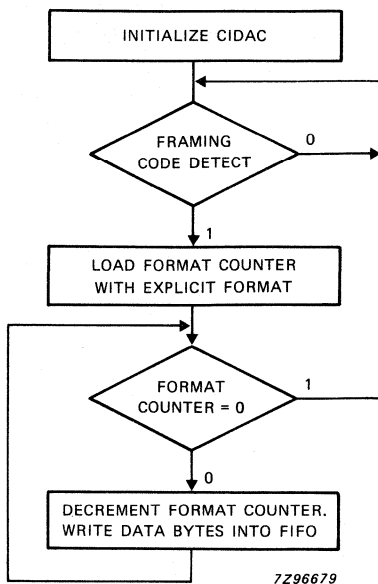 INITIALIZE CIDAC
FRAMING
CODE DETECT
0
1
LOAD FORMAT COUNTER
WITH EXPLICIT FORMAT
FORMAT
COUNTER = 0
1
0
DECREMENT FORMAT COUNTER.
WRITE DATA BYTES INTO FIFO
7Z96679